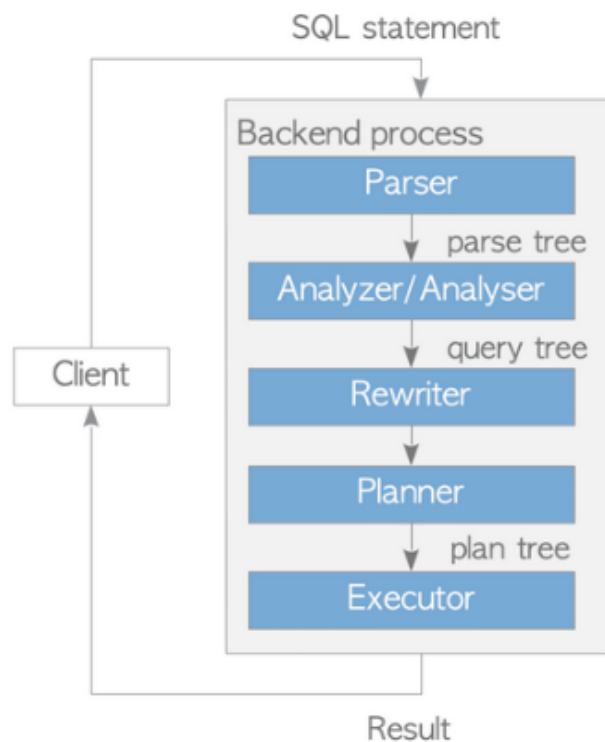 SQL statement
Backend process
Parser
parse tree
Analyzer/Analyser
query tree
Client
Rewriter
Planner
plan tree
Executor
Result